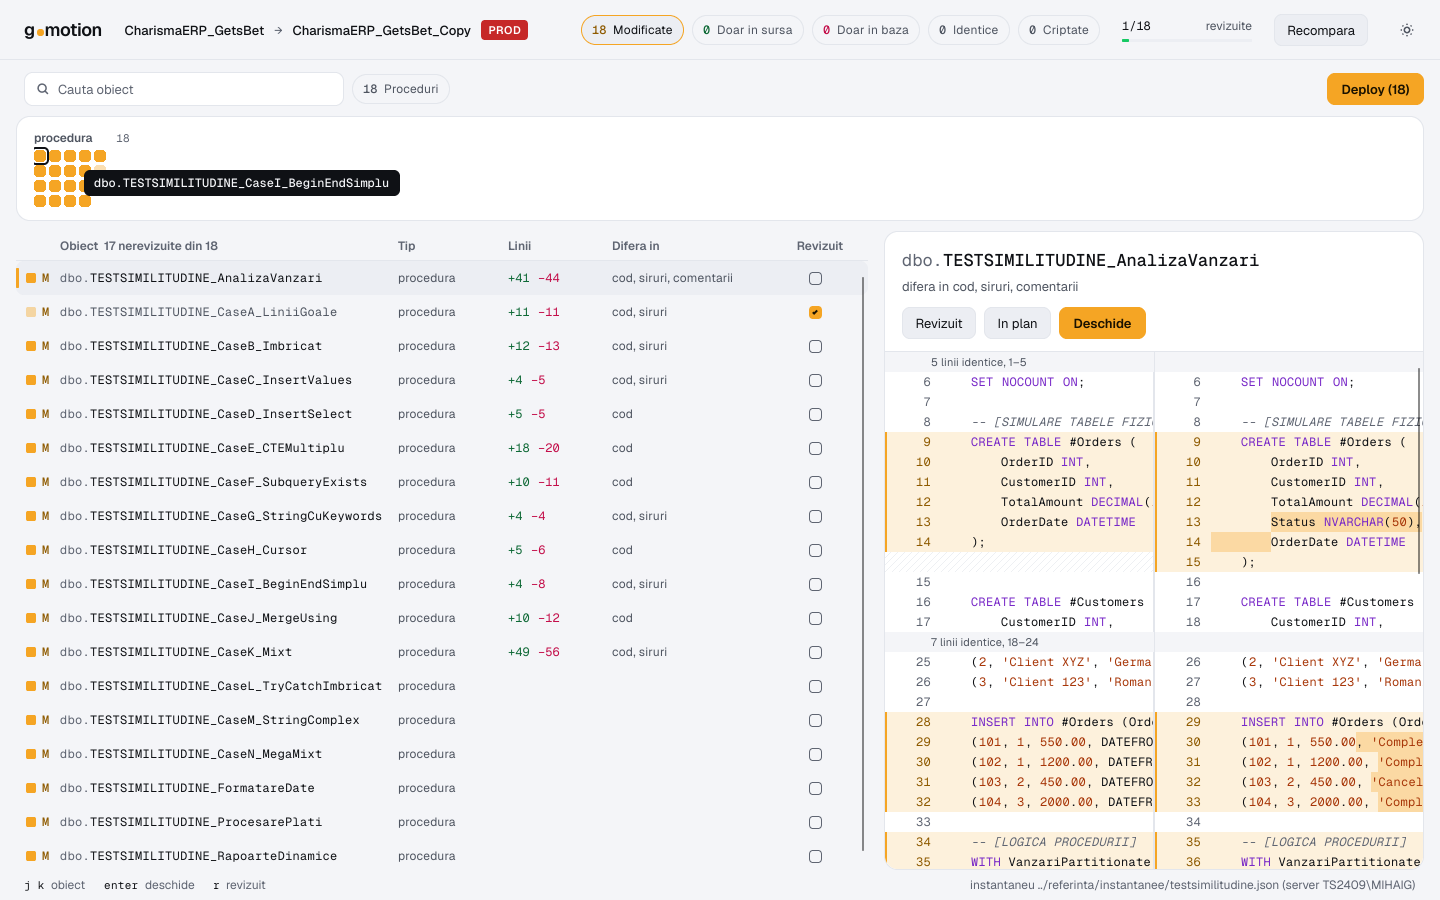 g●motion CharismaERP_GetsBet → CharismaERP_GetsBet_Copy PROD 18 Modificate 0 Doar in sursa 0 Doar in baza 0 Identice 0 Criptate 1/18 revizuite Recompara
Cauta obiect 18 Proceduri Deploy (18)
procedura 18
dbo.TESTSIMILITUDINE_CaseI_BeginEndSimplu
Obiect 17 nerevizuite din 18 Tip Linii Difera in Revizuit
M dbo.TESTSIMILITUDINE_AnalizaVanzari procedura +41 −44 cod, siruri, comentarii
M dbo.TESTSIMILITUDINE_CaseA_LiniiGoale procedura +11 −11 cod, siruri
M dbo.TESTSIMILITUDINE_CaseB_Imbricat procedura +12 −13 cod, siruri
M dbo.TESTSIMILITUDINE_CaseC_InsertValues procedura +4 −5 cod, siruri
M dbo.TESTSIMILITUDINE_CaseD_InsertSelect procedura +5 −5 cod
M dbo.TESTSIMILITUDINE_CaseE_CTEMultiplu procedura +18 −20 cod
M dbo.TESTSIMILITUDINE_CaseF_SubqueryExists procedura +10 −11 cod
M dbo.TESTSIMILITUDINE_CaseG_StringCuKeywords procedura +4 −4 cod, siruri
M dbo.TESTSIMILITUDINE_CaseH_Cursor procedura +5 −6 cod
M dbo.TESTSIMILITUDINE_CaseI_BeginEndSimplu procedura +4 −8 cod, siruri
M dbo.TESTSIMILITUDINE_CaseJ_MergeUsing procedura +10 −12 cod
M dbo.TESTSIMILITUDINE_CaseK_Mixt procedura +49 −56 cod, siruri
M dbo.TESTSIMILITUDINE_CaseL_TryCatchImbricat procedura
M dbo.TESTSIMILITUDINE_CaseM_StringComplex procedura
M dbo.TESTSIMILITUDINE_CaseN_MegaMixt procedura
M dbo.TESTSIMILITUDINE_FormatareDate procedura
M dbo.TESTSIMILITUDINE_ProcesarePlati procedura
M dbo.TESTSIMILITUDINE_RapoarteDinamice procedura
dbo.TESTSIMILITUDINE_AnalizaVanzari
difera in cod, siruri, comentarii
Revizuit In plan Deschide
5 linii identice, 1–5
6 SET NOCOUNT ON; 6 SET NOCOUNT ON;
7 7
8 -- [SIMULARE TABELE FIZI 8 -- [SIMULARE TABELE FIZI
9 CREATE TABLE #Orders ( 9 CREATE TABLE #Orders (
10 OrderID INT, 10 OrderID INT,
11 CustomerID INT, 11 CustomerID INT,
12 TotalAmount DECIMAL( 12 TotalAmount DECIMAL(
13 OrderDate DATETIME 13 Status NVARCHAR(50),
14 ); 14 OrderDate DATETIME
15 );
15 16
16 CREATE TABLE #Customers 17 CREATE TABLE #Customers
17 CustomerID INT, 18 CustomerID INT,
7 linii identice, 18–24
25 (2, 'Client XYZ', 'Germa 26 (2, 'Client XYZ', 'Germa
26 (3, 'Client 123', 'Roman 27 (3, 'Client 123', 'Roman
27 28
28 INSERT INTO #Orders (Ord 29 INSERT INTO #Orders (Ord
29 (101, 1, 550.00, DATEFRO 30 (101, 1, 550.00, 'Comple
30 (102, 1, 1200.00, DATEFR 31 (102, 1, 1200.00, 'Compl
31 (103, 2, 450.00, DATEFRO 32 (103, 2, 450.00, 'Cancel
32 (104, 3, 2000.00, DATEFR 33 (104, 3, 2000.00, 'Compl
33 34
34 -- [LOGICA PROCEDURII] 35 -- [LOGICA PROCEDURII]
35 WITH VanzariPartitionate 36 WITH VanzariPartitionate
j k obiect enter deschide r revizuit
instantaneu ../referinta/instantanee/testsimilitudine.json (server TS2409\MIHAIG)